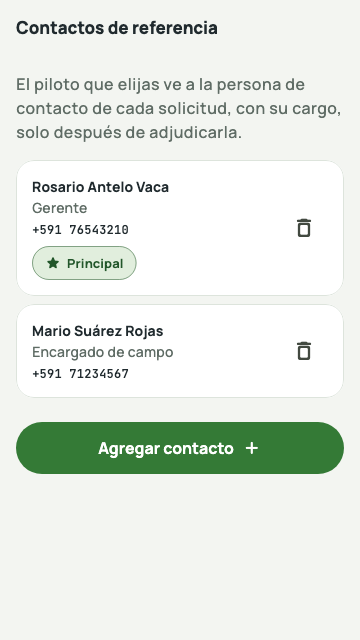 Contactos de referencia
El piloto que elijas ve a la persona de
contacto de cada solicitud, con su cargo,
solo después de adjudicarla.
Rosario Antelo Vaca
Gerente
+591 76543210
Principal
Mario Suárez Rojas
Encargado de campo
+591 71234567
Agregar contacto +